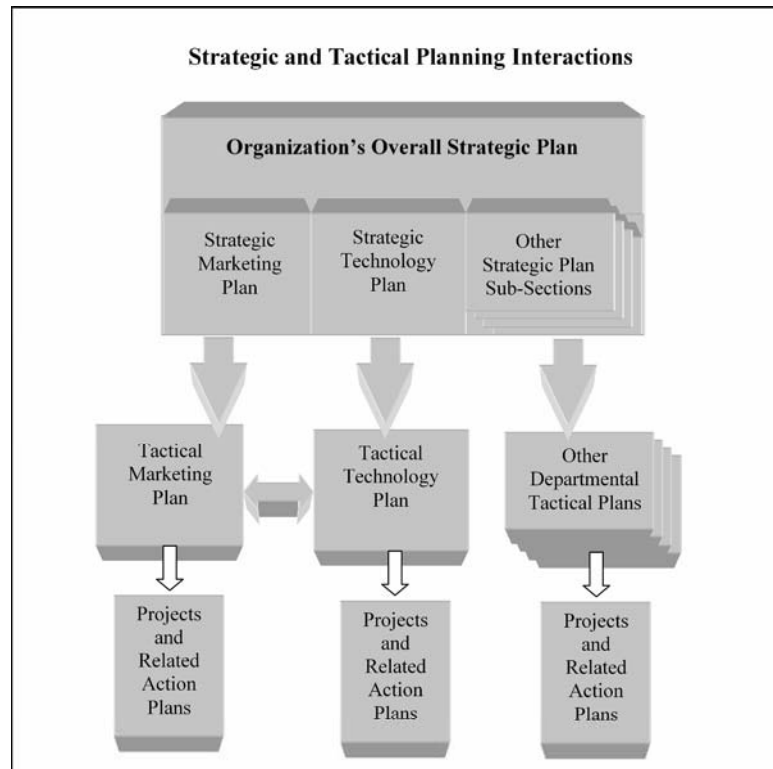 Strategic and Tactical Planning Interactions
Organization's Overall Strategic Plan
Strategic
Marketing
Plan
Strategic
Technology
Plan
Other
Strategic Plan
Sub-Sections
Tactical
Marketing
Plan
Tactical
Technology
Plan
Other
Departmental
Tactical Plans
Projects
and
Related
Action
Plans
Projects
and
Related
Action
Plans
Projects
and
Related
Action
Plans